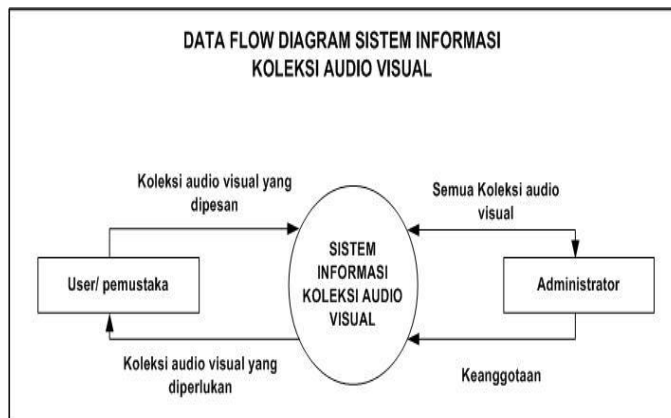 DATA FLOW DIAGRAM SISTEM INFORMASI
KOLEKSI AUDIO VISUAL
Koleksi audio visual yang
dipesan
Semua Koleksi audio
visual
User/ pemustaka
SISTEM
INFORMASI
KOLEKSI AUDIO
VISUAL
Administrator
Koleksi audio visual yang
diperlukan
Keanggotaan